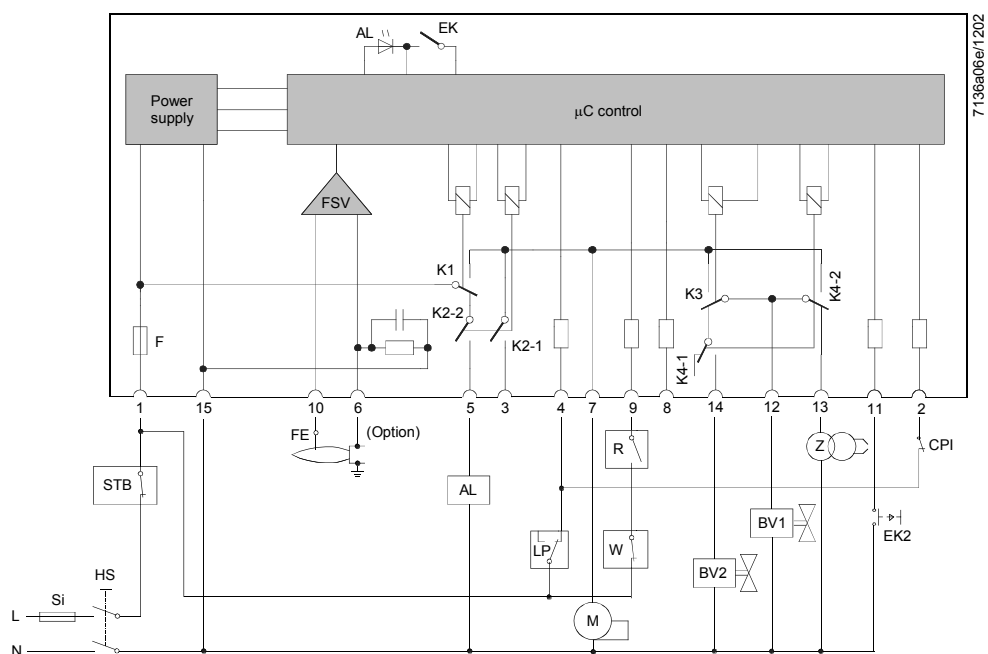 AL
EK
7136a06e/1202
Power
supply
µC control
FSV
K1
K2-2
K2-1
K3
K4-2
K4-1
F
1
15
10
6
5
3
4
7
9
8
14
12
13
11
2
FE
(Option)
R
Z
CPI
STB
AL
BV1
EK2
LP
W
BV2
HS
Si
L
M
N